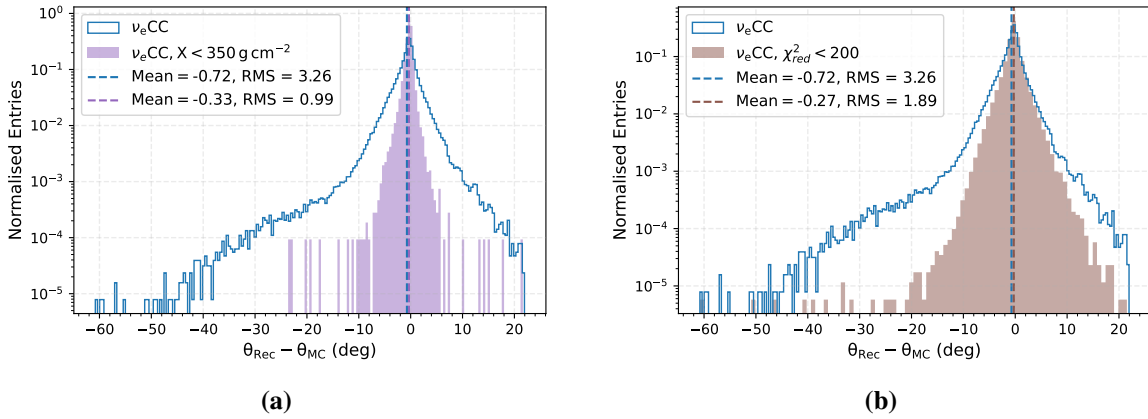 νₑCC
νₑCC, X < 350 g cm⁻²
Mean = -0.72, RMS = 3.26
Mean = -0.33, RMS = 0.99
Normalised Entries
10⁰
10⁻¹
10⁻²
10⁻³
10⁻⁴
10⁻⁵
−60 −50 −40 −30 −20 −10 0 10 20
θRec − θMC (deg)
(a)
νₑCC
νₑCC, χ²red < 200
Mean = -0.72, RMS = 3.26
Mean = -0.27, RMS = 1.89
Normalised Entries
10⁻¹
10⁻²
10⁻³
10⁻⁴
10⁻⁵
−60 −50 −40 −30 −20 −10 0 10 20
θRec − θMC (deg)
(b)